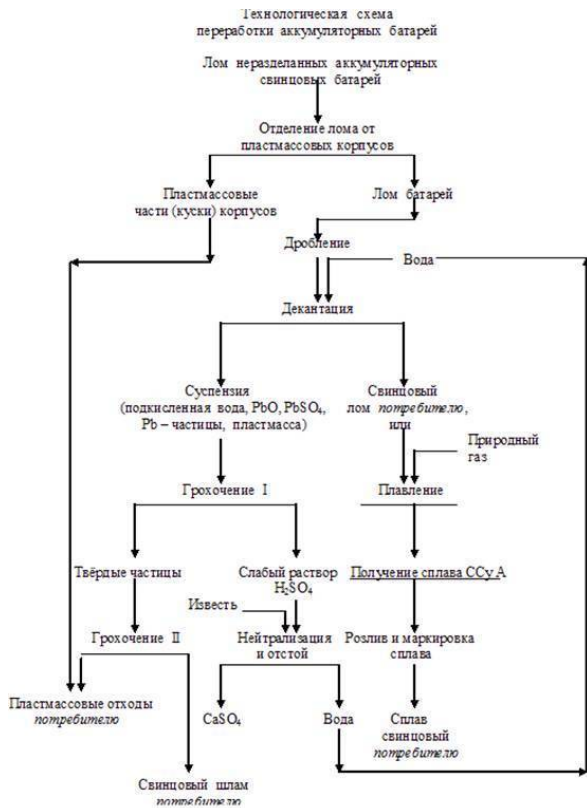 Технологическая схема
переработки аккумуляторных батарей
Лом неразделанных аккумуляторных
свинцовых батарей
Отделение лома от
пластмассовых корпусов
Пластмассовые
части (куски) корпусов
Лом батарей
Дробление
Вода
Декантация
Суспензия
(подкисленная вода, PbO, PbSO₄,
Pb – частицы, пластмасса)
Свинцовый
лом потребителю,
или
Природный
газ
Грохочение I
Плавление
Твёрдые частицы
Слабый раствор
H₂SO₄
Получение сплава ССуА
Известь
Грохочение II
Нейтрализация
и отстой
Розлив и маркировка
сплава
Пластмассовые отходы
потребителю
CaSO₄
Вода
Сплав
свинцовый
потребителю
Свинцовый шлам
потребителю